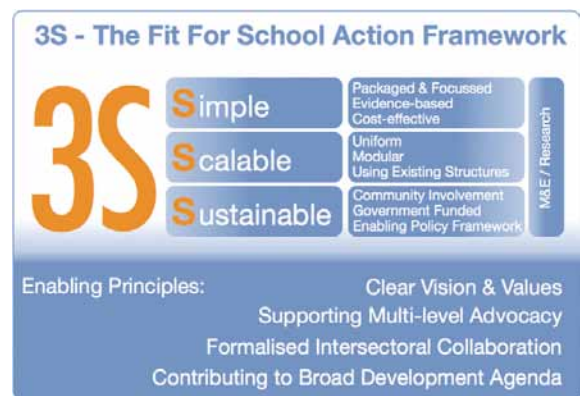 3S - The Fit For School Action Framework
3S
Simple
Packaged & Focussed
Evidence-based
Cost-effective
Scalable
Uniform
Modular
Using Existing Structures
Sustainable
Community Involvement
Government Funded
Enabling Policy Framework
M&E / Research
Enabling Principles:
Clear Vision & Values
Supporting Multi-level Advocacy
Formalised Intersectoral Collaboration
Contributing to Broad Development Agenda